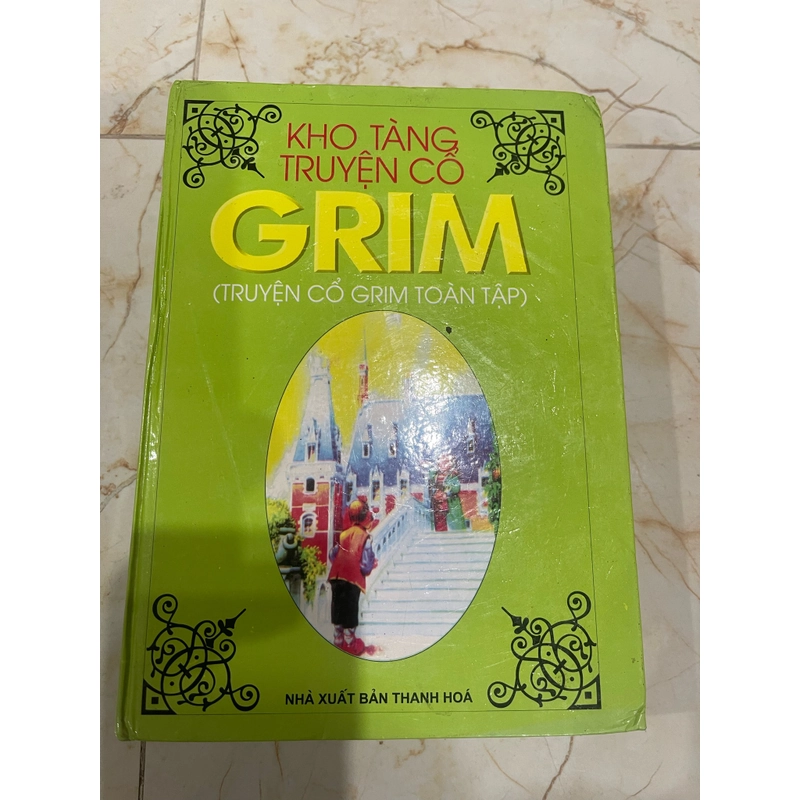 KHO TÀNG
TRUYỆN CỔ
GRIM
(TRUYỆN CỔ GRIM TOÀN TẬP)
NHÀ XUẤT BẢN THANH HOÁ